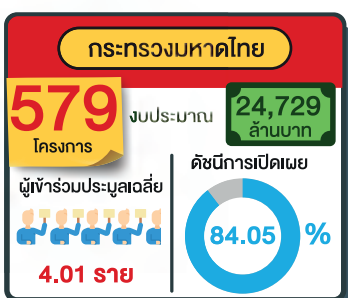 กระทรวงมหาดไทย
579
โครงการ
งบประมาณ
24,729
ล้านบาท
ผู้เข้าร่วมประมูลเฉลี่ย
4.01 ราย
ดัชนีการเปิดเผย
84.05 %